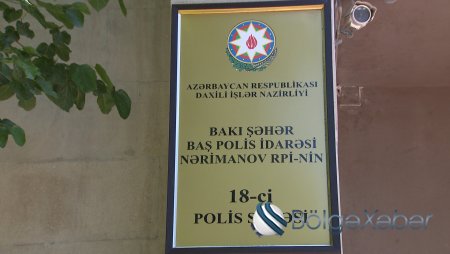 AZƏRBAYCAN RESPUBLİKASI
DAXİLİ İŞLƏR NAZİRLİYİ
BAKI ŞƏHƏR
BAŞ POLİS İDARƏSİ
NƏRİMANOV RPİ-NİN
18-ci
POLİS
BölgəXəbər